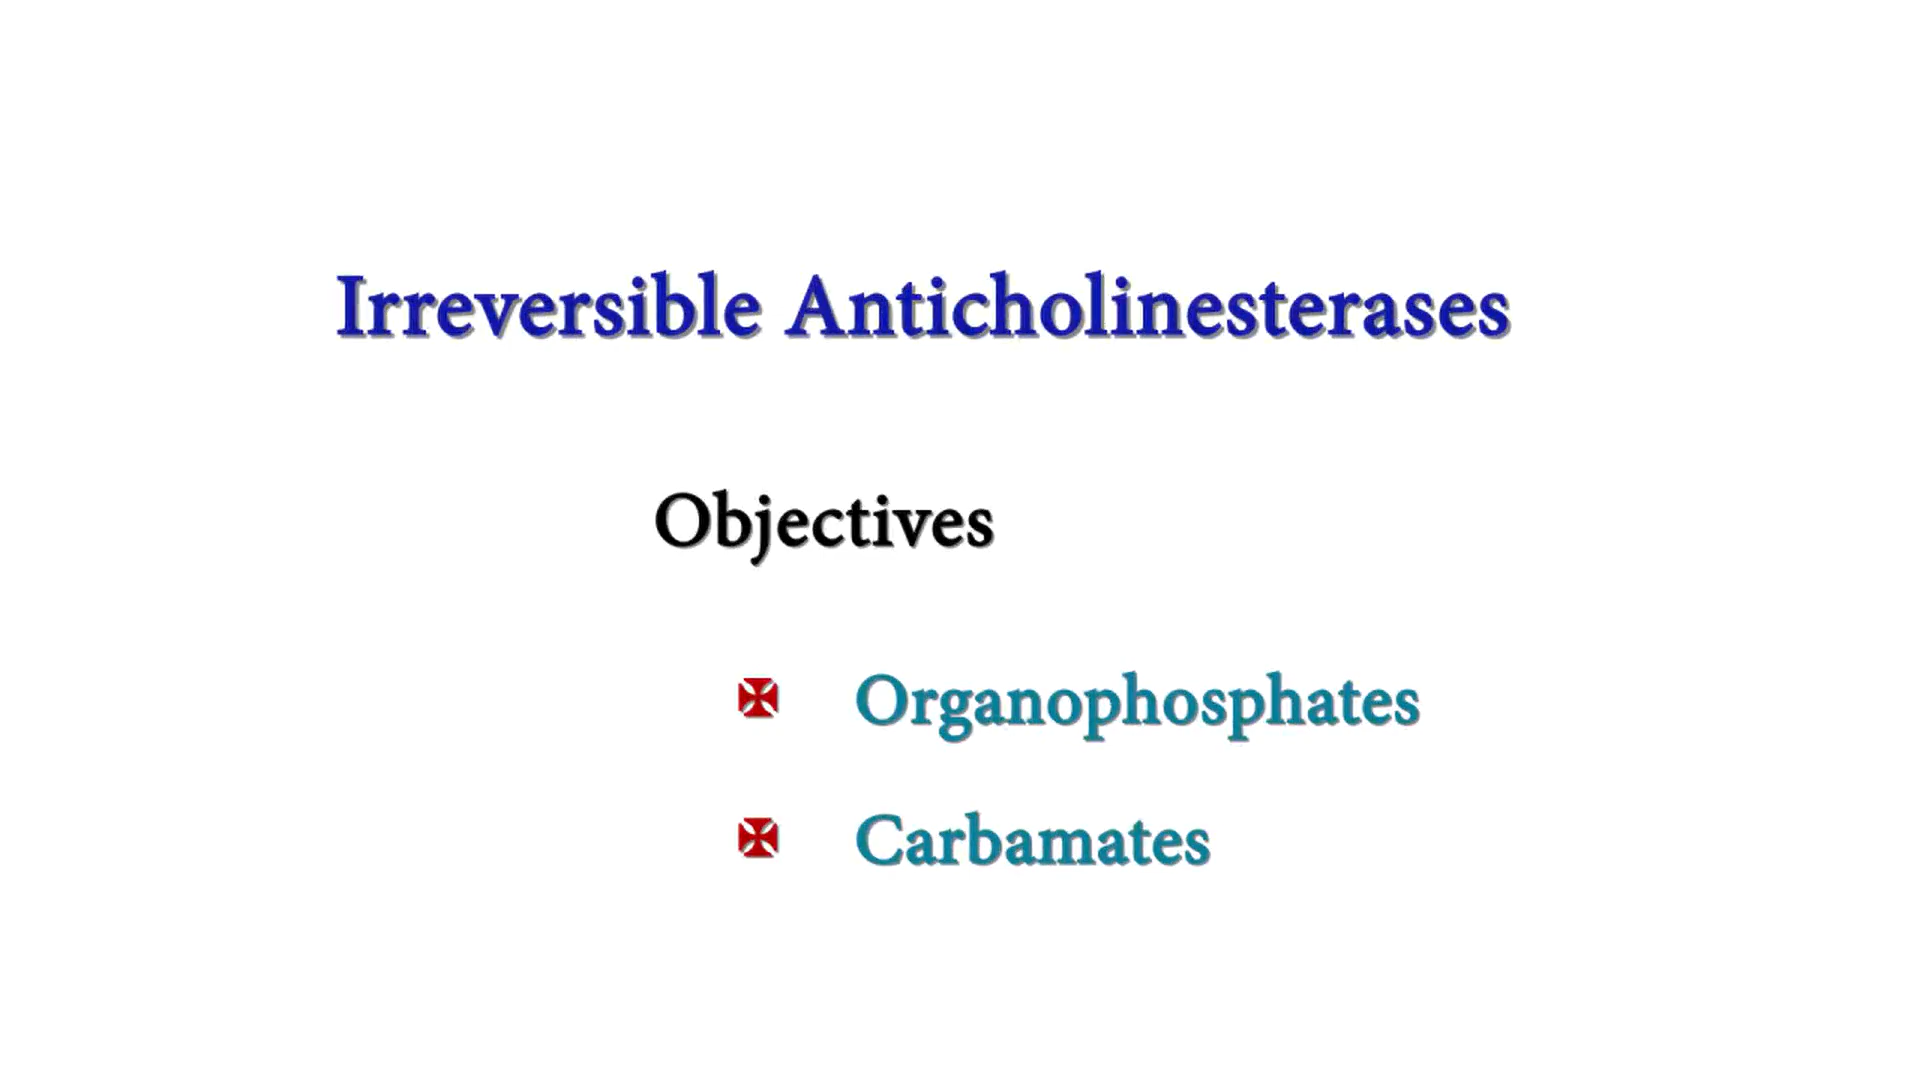 Irreversible Anticholinesterases
Objectives
✠ Organophosphates
✠ Carbamates